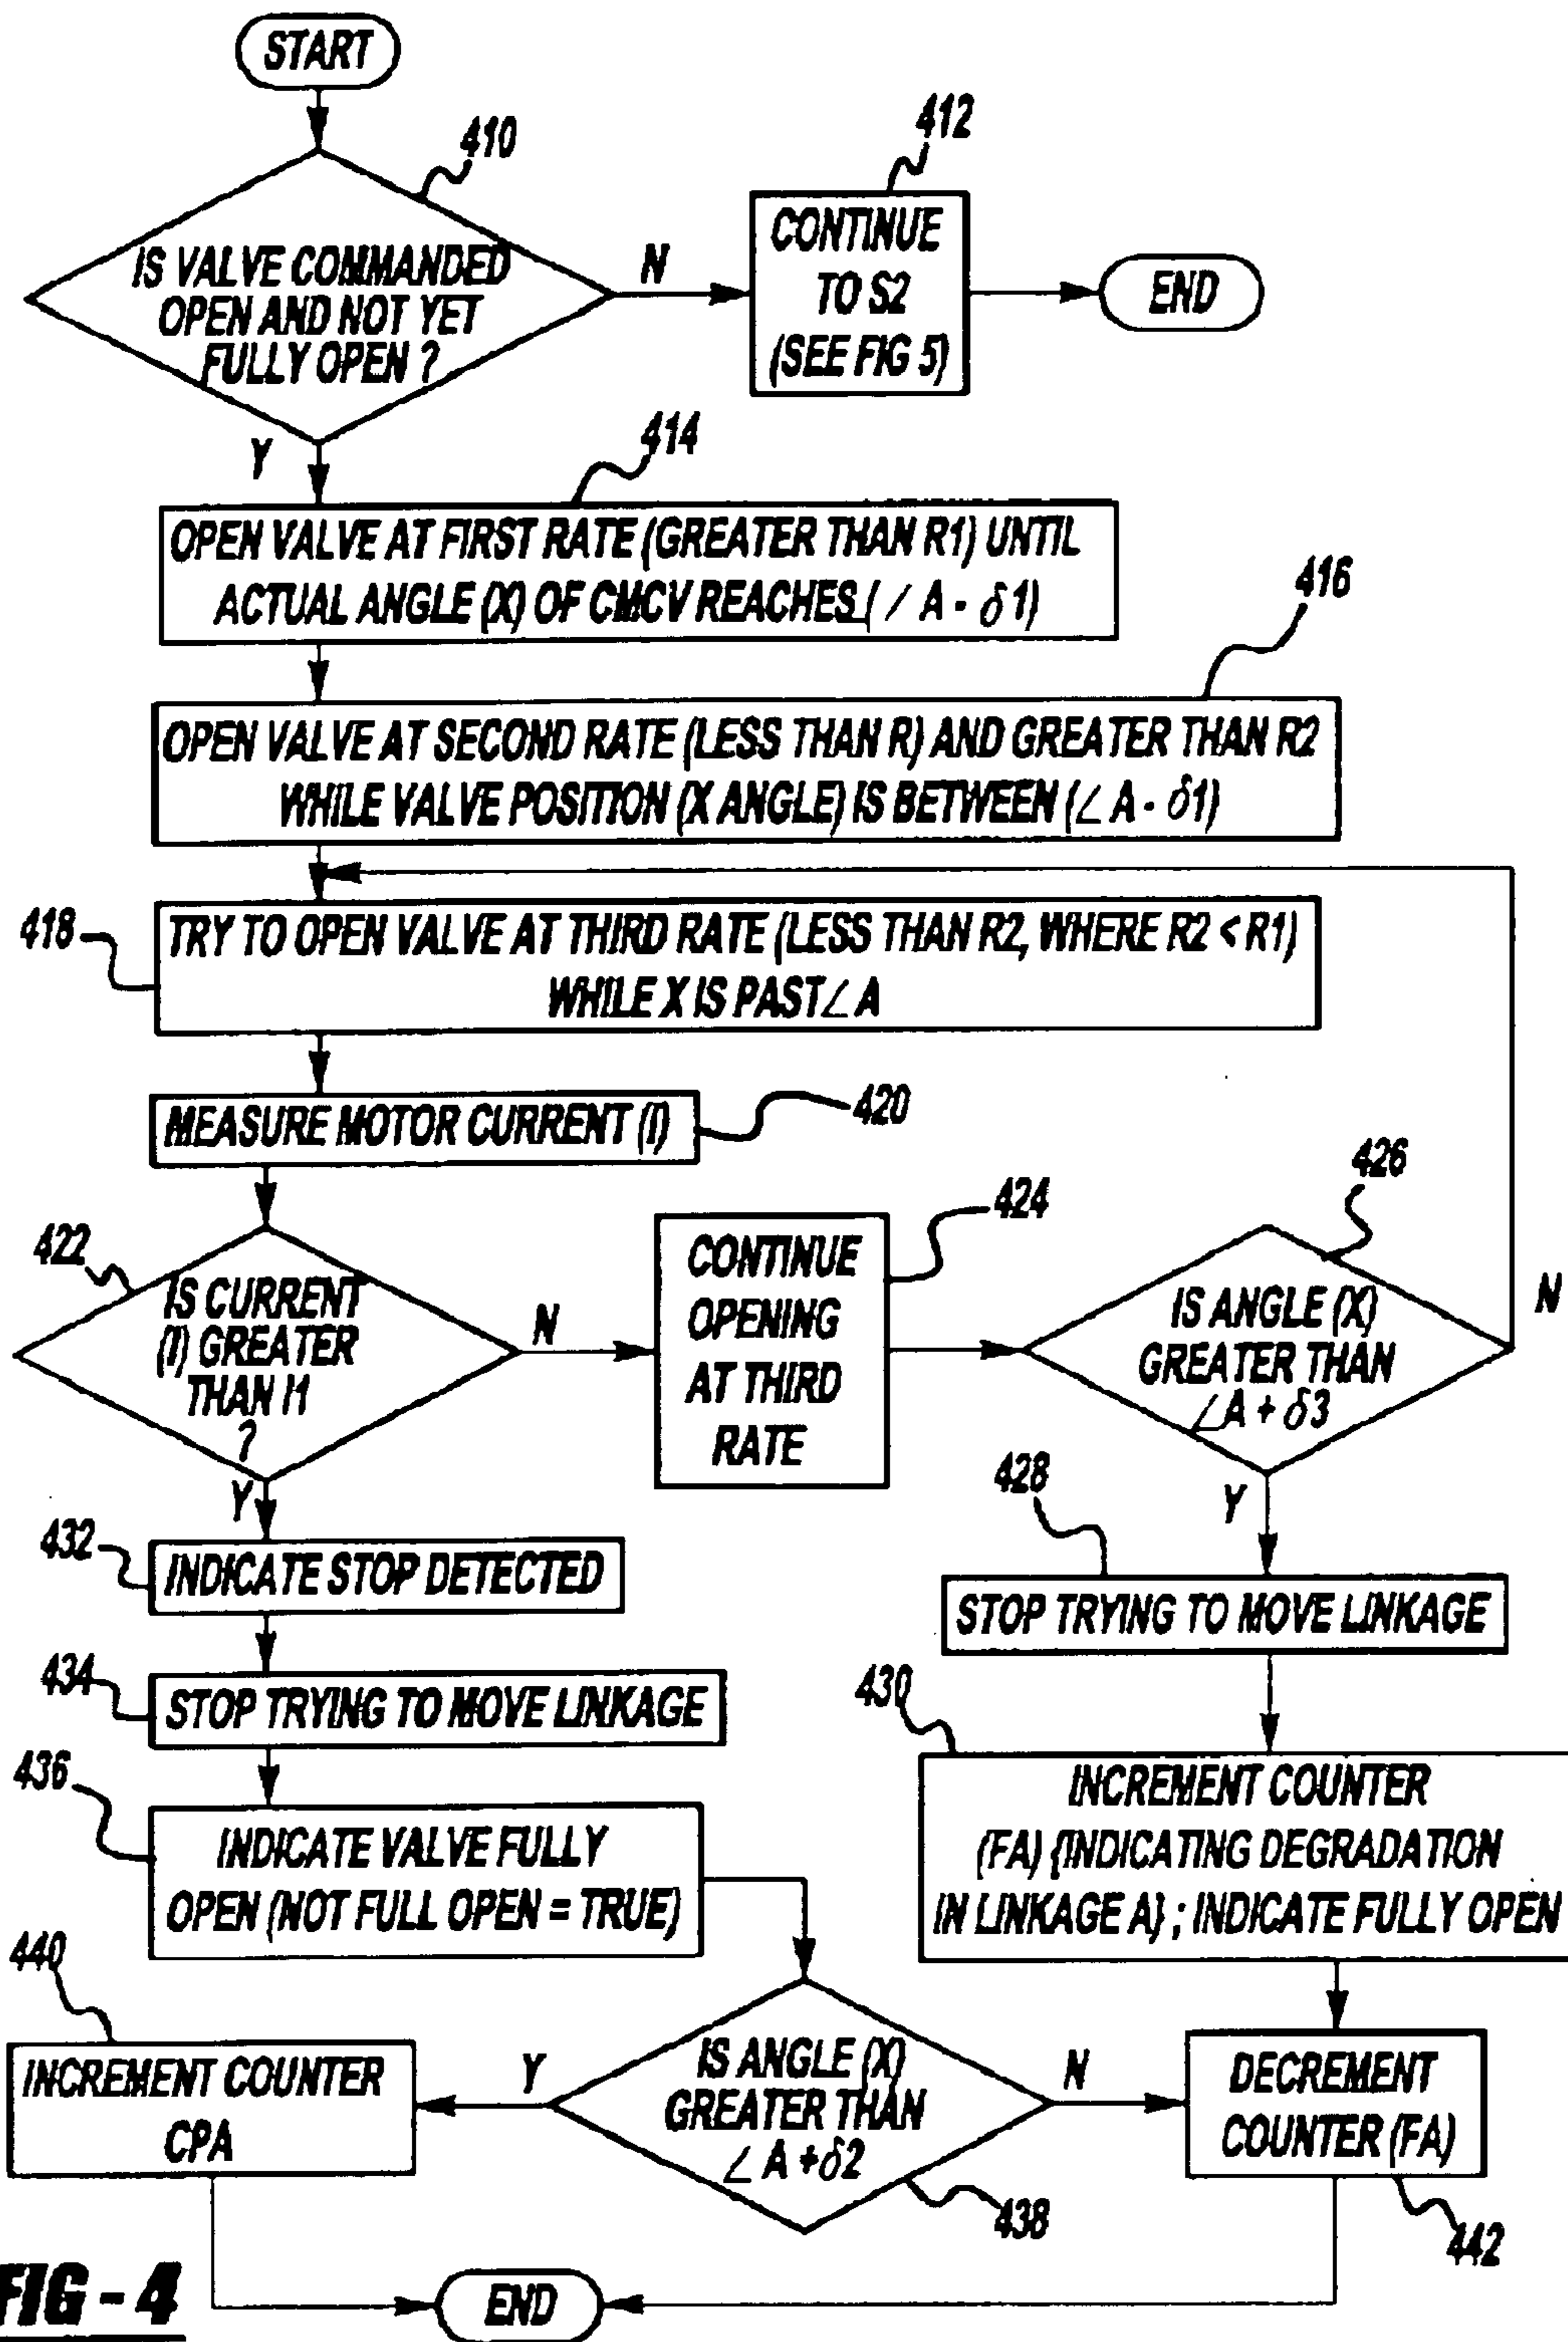 START
410
IS VALVE COMMANDED
OPEN AND NOT YET
FULLY OPEN ?
N
412
CONTINUE
TO S2
(SEE FIG 5)
END
Y
414
OPEN VALVE AT FIRST RATE (GREATER THAN R1) UNTIL
ACTUAL ANGLE (X) OF CMCV REACHES (∠ A - δ1)
416
OPEN VALVE AT SECOND RATE (LESS THAN R) AND GREATER THAN R2
WHILE VALVE POSITION (X ANGLE) IS BETWEEN (∠ A - δ1)
418
TRY TO OPEN VALVE AT THIRD RATE (LESS THAN R2, WHERE R2 < R1)
WHILE X IS PAST ∠ A
MEASURE MOTOR CURRENT (I)
420
422
IS CURRENT
(I) GREATER
THAN I1
?
N
424
CONTINUE
OPENING
AT THIRD
RATE
426
IS ANGLE (X)
GREATER THAN
∠A + δ3
N
Y
Y
432
INDICATE STOP DETECTED
428
STOP TRYING TO MOVE LINKAGE
434
STOP TRYING TO MOVE LINKAGE
430
INCREMENT COUNTER
(FA) {INDICATING DEGRADATION
IN LINKAGE A} ; INDICATE FULLY OPEN
436
INDICATE VALVE FULLY
OPEN (NOT FULL OPEN = TRUE)
440
INCREMENT COUNTER
CPA
Y
IS ANGLE (X)
GREATER THAN
∠ A +δ2
438
N
DECREMENT
COUNTER (FA)
442
END
FIG - 4